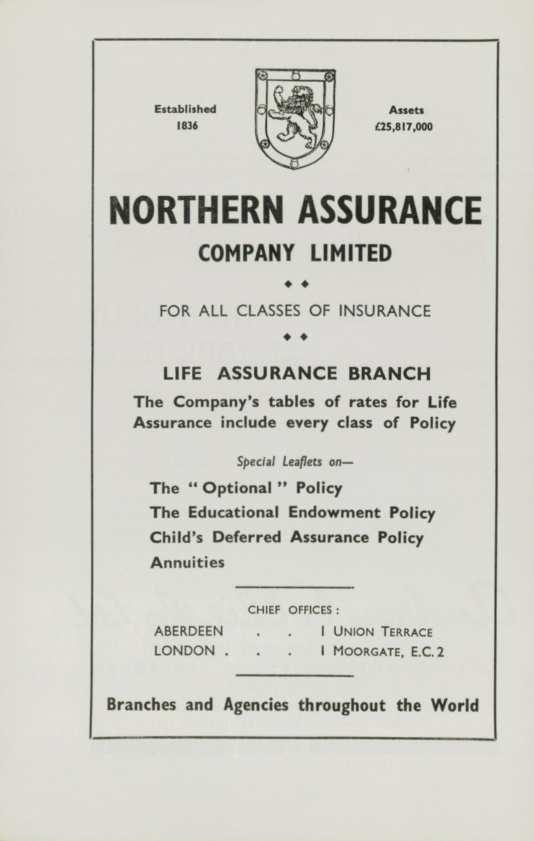 Established
1836
Assets
£25,817,000
NORTHERN ASSURANCE
COMPANY LIMITED
FOR ALL CLASSES OF INSURANCE
LIFE ASSURANCE BRANCH
The Company's tables of rates for Life
Assurance include every class of Policy
Special Leaflets on—
The "Optional" Policy
The Educational Endowment Policy
Child's Deferred Assurance Policy
Annuities
CHIEF OFFICES :
ABERDEEN . . 1 UNION TERRACE
LONDON . . . 1 MOORGATE, E.C.2
Branches and Agencies throughout the World